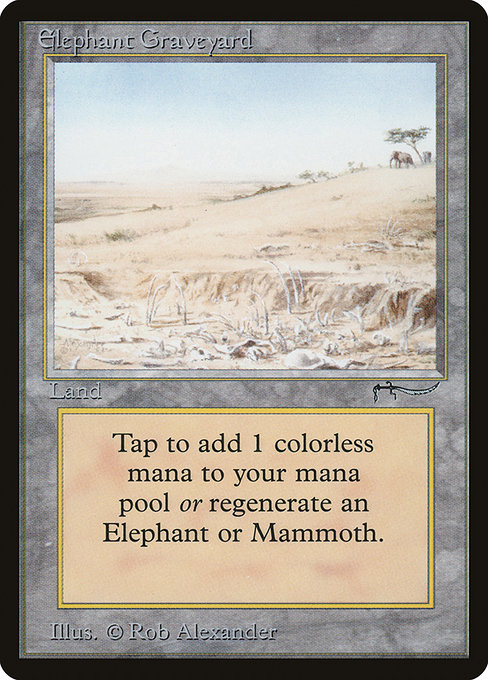 Elephant Graveyard
Land
Tap to add 1 colorless
mana to your mana
pool or regenerate an
Elephant or Mammoth.
Illus. © Rob Alexander